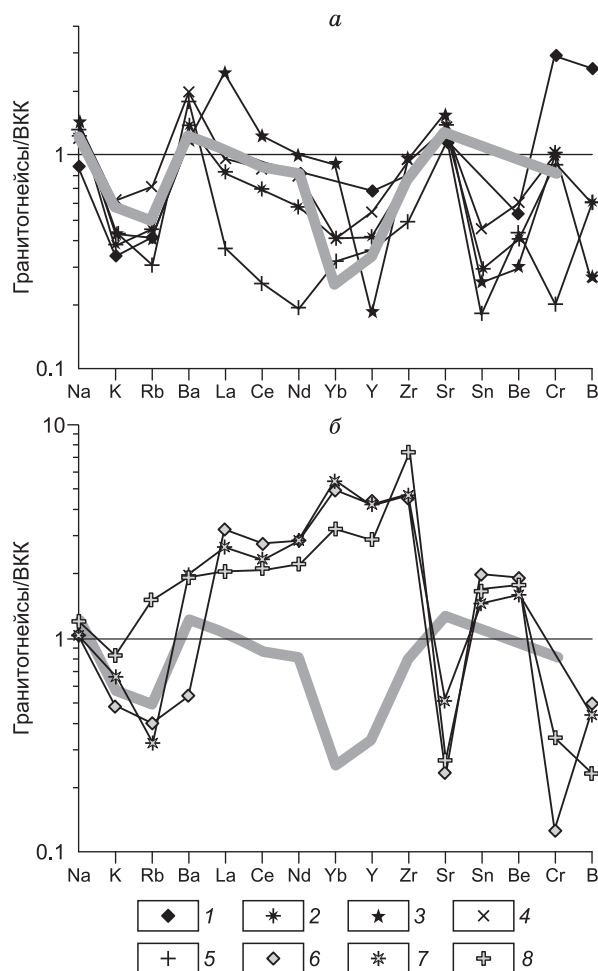 а
Гранитогнейсы/ВКК
1
0.1
Na K Rb Ba La Ce Nd Yb Y Zr Sr Sn Be Cr B
б
Гранитогнейсы/ВКК
10
1
0.1
Na K Rb Ba La Ce Nd Yb Y Zr Sr Sn Be Cr B
1 2 3 4
5 6 7 8